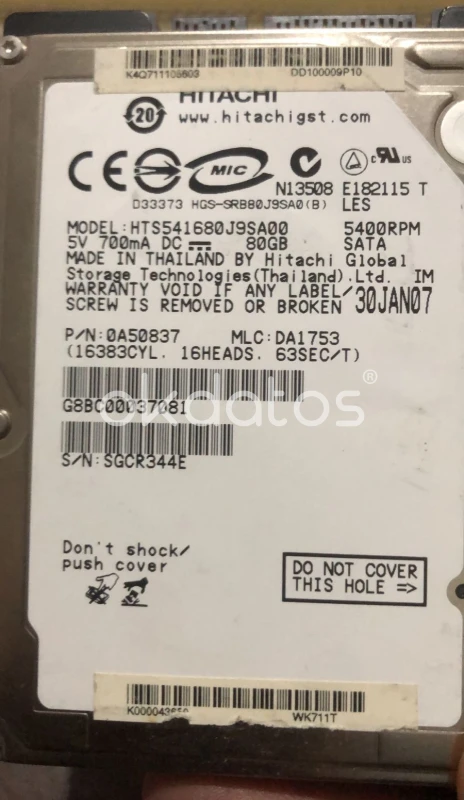 K4Q711105603 DD100009P10
HITACHI
20 www.hitachigst.com
CE MIC c UL us
N13508 E182115 T
D33373 HGS-SRB80J9SA0(B) LES
MODEL:HTS541680J9SA00 5400RPM
5V 700mA DC 80GB SATA
MADE IN THAILAND BY Hitachi Global
Storage Technologies(Thailand).Ltd. IM
WARRANTY VOID IF ANY LABEL/ 30JAN07
SCREW IS REMOVED OR BROKEN
P/N:0A50837 MLC:DA1753
(16383CYL. 16HEADS. 63SEC/T)
okdatos®
G8BC00037081
S/N:SGCR344E
Don't shock/
push cover
DO NOT COVER
THIS HOLE =>
WK711T